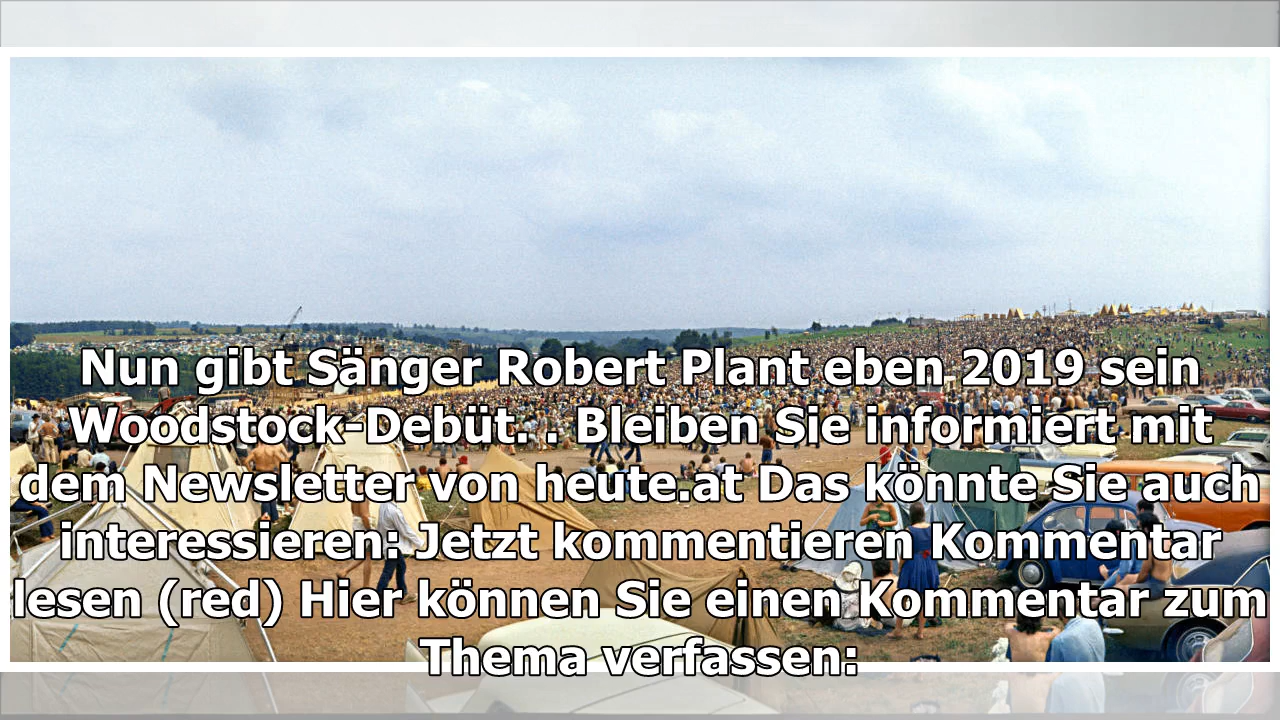 Nun gibt Sänger Robert Plant eben 2019 sein
Woodstock-Debüt. . Bleiben Sie informiert mit
dem Newsletter von heute.at Das könnte Sie auch
interessieren: Jetzt kommentieren Kommentar
lesen (red) Hier können Sie einen Kommentar zum
Thema verfassen: